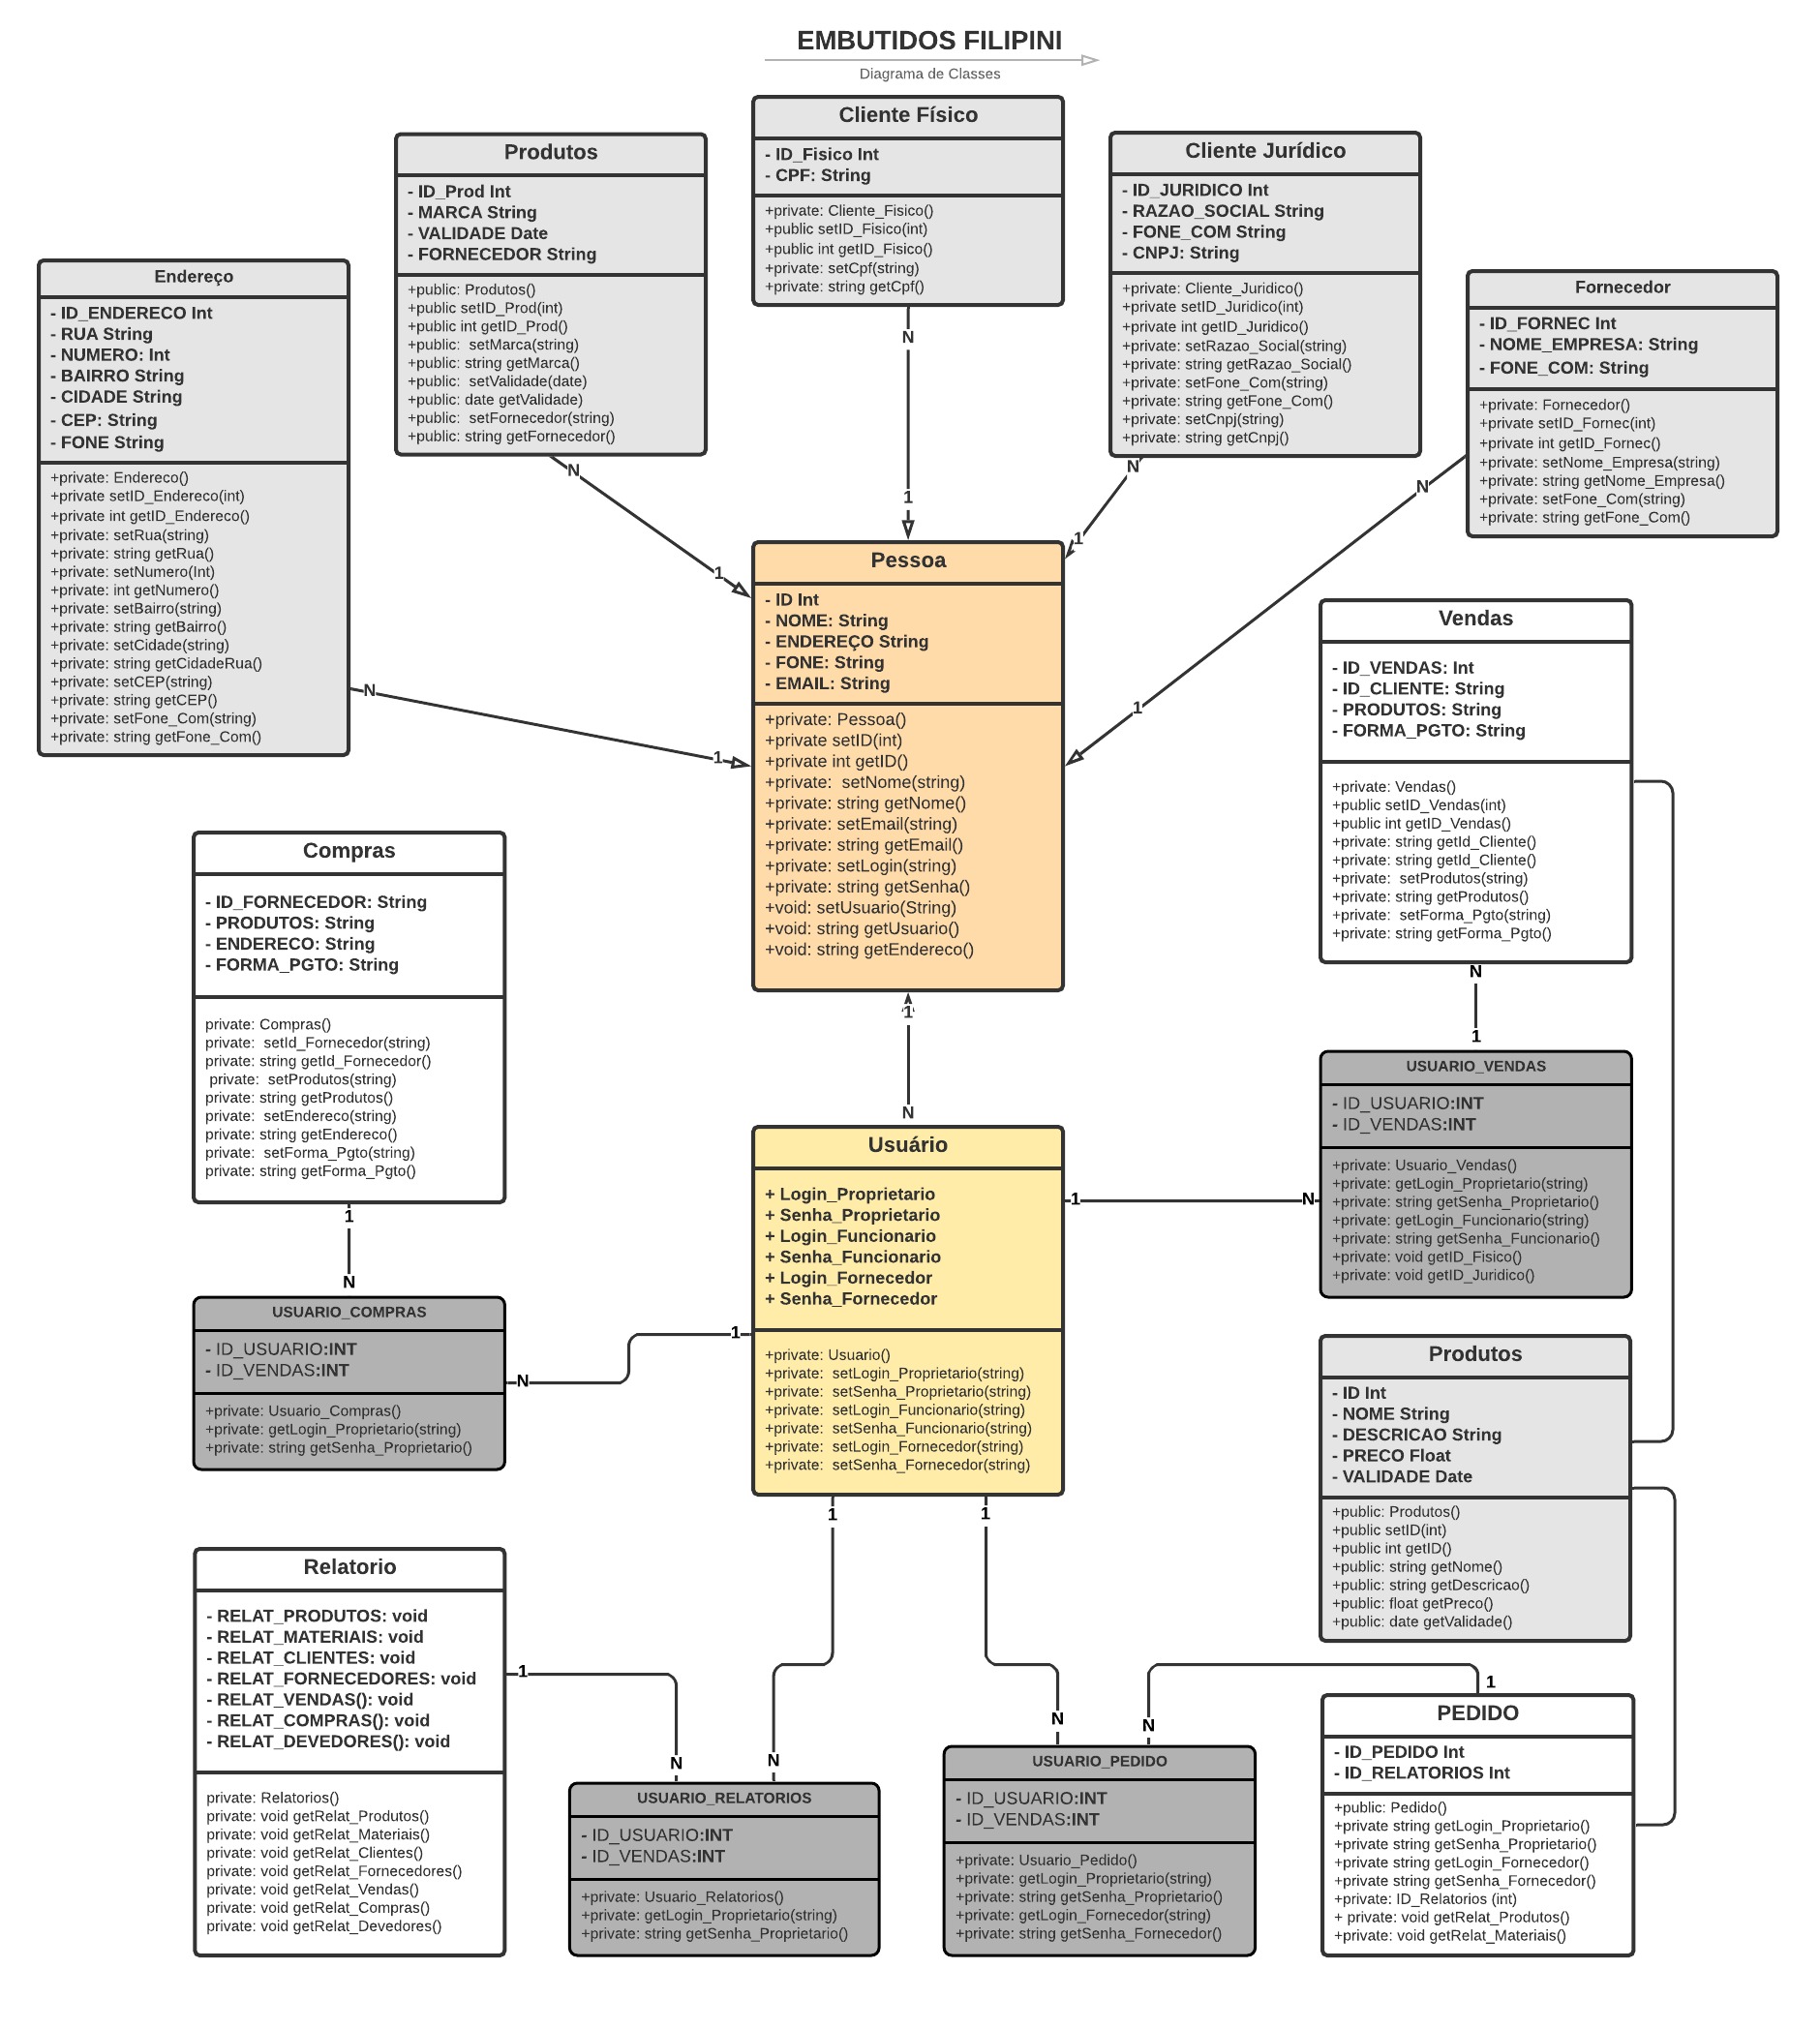 EMBUTIDOS FILIPINI
Diagrama de Classes
Cliente Físico
- ID_Fisico Int
- CPF: String
+private: Cliente_Fisico()
+public setID_Fisico(int)
+public int getID_Fisico()
+private: setCpf(string)
+private: string getCpf()
N
1
Produtos
- ID_Prod Int
- MARCA String
- VALIDADE Date
- FORNECEDOR String
+public: Produtos()
+public setID_Prod(int)
+public int getID_Prod()
+public:  setMarca(string)
+public: string getMarca()
+public:  setValidade(date)
+public: date getValidade)
+public:  setFornecedor(string)
+public: string getFornecedor()
N
1
Cliente Jurídico
- ID_JURIDICO Int
- RAZAO_SOCIAL String
- FONE_COM String
- CNPJ: String
+private: Cliente_Juridico()
+private setID_Juridico(int)
+private int getID_Juridico()
+private: setRazao_Social(string)
+private: string getRazao_Social()
+private: setFone_Com(string)
+private: string getFone_Com()
+private: setCnpj(string)
+private: string getCnpj()
N
1
Endereço
- ID_ENDERECO Int
- RUA String
- NUMERO: Int
- BAIRRO String
- CIDADE String
- CEP: String
- FONE String
+private: Endereco()
+private setID_Endereco(int)
+private int getID_Endereco()
+private: setRua(string)
+private: string getRua()
+private: setNumero(Int)
+private: int getNumero()
+private: setBairro(string)
+private: string getBairro()
+private: setCidade(string)
+private: string getCidadeRua()
+private: setCEP(string)
+private: string getCEP()
+private: setFone_Com(string)
+private: string getFone_Com()
N
1
Fornecedor
- ID_FORNEC Int
- NOME_EMPRESA: String
- FONE_COM: String
+private: Fornecedor()
+private setID_Fornec(int)
+private int getID_Fornec()
+private: setNome_Empresa(string)
+private: string getNome_Empresa()
+private: setFone_Com(string)
+private: string getFone_Com()
N
1
Pessoa
- ID Int
- NOME: String
- ENDEREÇO String
- FONE: String
- EMAIL: String
+private: Pessoa()
+private setID(int)
+private int getID()
+private:  setNome(string)
+private: string getNome()
+private: setEmail(string)
+private: string getEmail()
+private: setLogin(string)
+private: string getSenha()
+void: setUsuario(String)
+void: string getUsuario()
+void: string getEndereco()
1
N
Vendas
- ID_VENDAS: Int
- ID_CLIENTE: String
- PRODUTOS: String
- FORMA_PGTO: String
+private: Vendas()
+public setID_Vendas(int)
+public int getID_Vendas()
+private: string getId_Cliente()
+private: string getId_Cliente()
+private:  setProdutos(string)
+private: string getProdutos()
+private:  setForma_Pgto(string)
+private: string getForma_Pgto()
N
1
Compras
- ID_FORNECEDOR: String
- PRODUTOS: String
- ENDERECO: String
- FORMA_PGTO: String
private: Compras()
private:  setId_Fornecedor(string)
private: string getId_Fornecedor()
private:  setProdutos(string)
private: string getProdutos()
private:  setEndereco(string)
private: string getEndereco()
private:  setForma_Pgto(string)
private: string getForma_Pgto()
1
N
USUARIO_VENDAS
- ID_USUARIO:INT
- ID_VENDAS:INT
+private: Usuario_Vendas()
+private: getLogin_Proprietario(string)
+private: string getSenha_Proprietario()
+private: getLogin_Funcionario(string)
+private: string getSenha_Funcionario()
+private: void getID_Fisico()
+private: void getID_Juridico()
Usuário
+ Login_Proprietario
+ Senha_Proprietario
+ Login_Funcionario
+ Senha_Funcionario
+ Login_Fornecedor
+ Senha_Fornecedor
+private: Usuario()
+private:  setLogin_Proprietario(string)
+private:  setSenha_Proprietario(string)
+private:  setLogin_Funcionario(string)
+private:  setSenha_Funcionario(string)
+private:  setLogin_Fornecedor(string)
+private:  setSenha_Fornecedor(string)
1
N
1
N
1
1
USUARIO_COMPRAS
- ID_USUARIO:INT
- ID_VENDAS:INT
+private: Usuario_Compras()
+private: getLogin_Proprietario(string)
+private: string getSenha_Proprietario()
Produtos
- ID Int
- NOME String
- DESCRICAO String
- PRECO Float
- VALIDADE Date
+public: Produtos()
+public setID(int)
+public int getID()
+public: string getNome()
+public: string getDescricao()
+public: float getPreco()
+public: date getValidade()
Relatorio
- RELAT_PRODUTOS: void
- RELAT_MATERIAIS: void
- RELAT_CLIENTES: void
- RELAT_FORNECEDORES: void
- RELAT_VENDAS(): void
- RELAT_COMPRAS(): void
- RELAT_DEVEDORES(): void
private: Relatorios()
private: void getRelat_Produtos()
private: void getRelat_Materiais()
private: void getRelat_Clientes()
private: void getRelat_Fornecedores()
private: void getRelat_Vendas()
private: void getRelat_Compras()
private: void getRelat_Devedores()
1
N
N
USUARIO_RELATORIOS
- ID_USUARIO:INT
- ID_VENDAS:INT
+private: Usuario_Relatorios()
+private: getLogin_Proprietario(string)
+private: string getSenha_Proprietario()
N
N
1
USUARIO_PEDIDO
- ID_USUARIO:INT
- ID_VENDAS:INT
+private: Usuario_Pedido()
+private: getLogin_Proprietario(string)
+private: string getSenha_Proprietario()
+private: getLogin_Fornecedor(string)
+private: string getSenha_Fornecedor()
PEDIDO
- ID_PEDIDO Int
- ID_RELATORIOS Int
+public: Pedido()
+private string getLogin_Proprietario()
+private string getSenha_Proprietario()
+private string getLogin_Fornecedor()
+private string getSenha_Fornecedor()
+private: ID_Relatorios (int)
+ private: void getRelat_Produtos()
+private: void getRelat_Materiais()